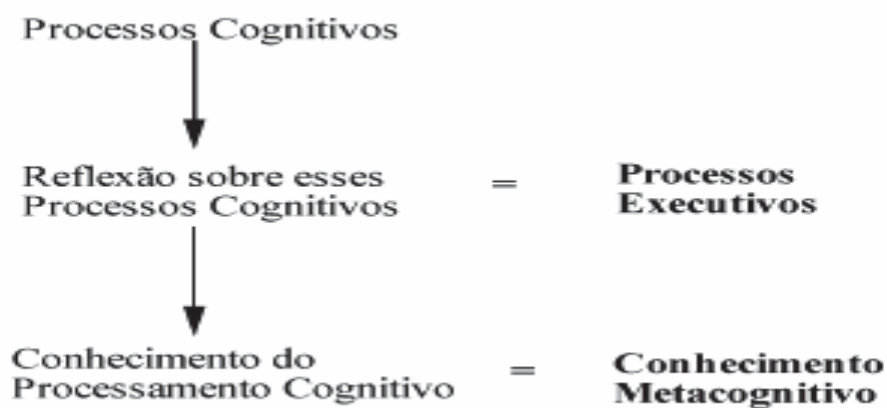 Processos Cognitivos
Reflexão sobre esses = Processos
Processos Cognitivos Executivos
Conhecimento do = Conhecimento
Processamento Cognitivo Metacognitivo